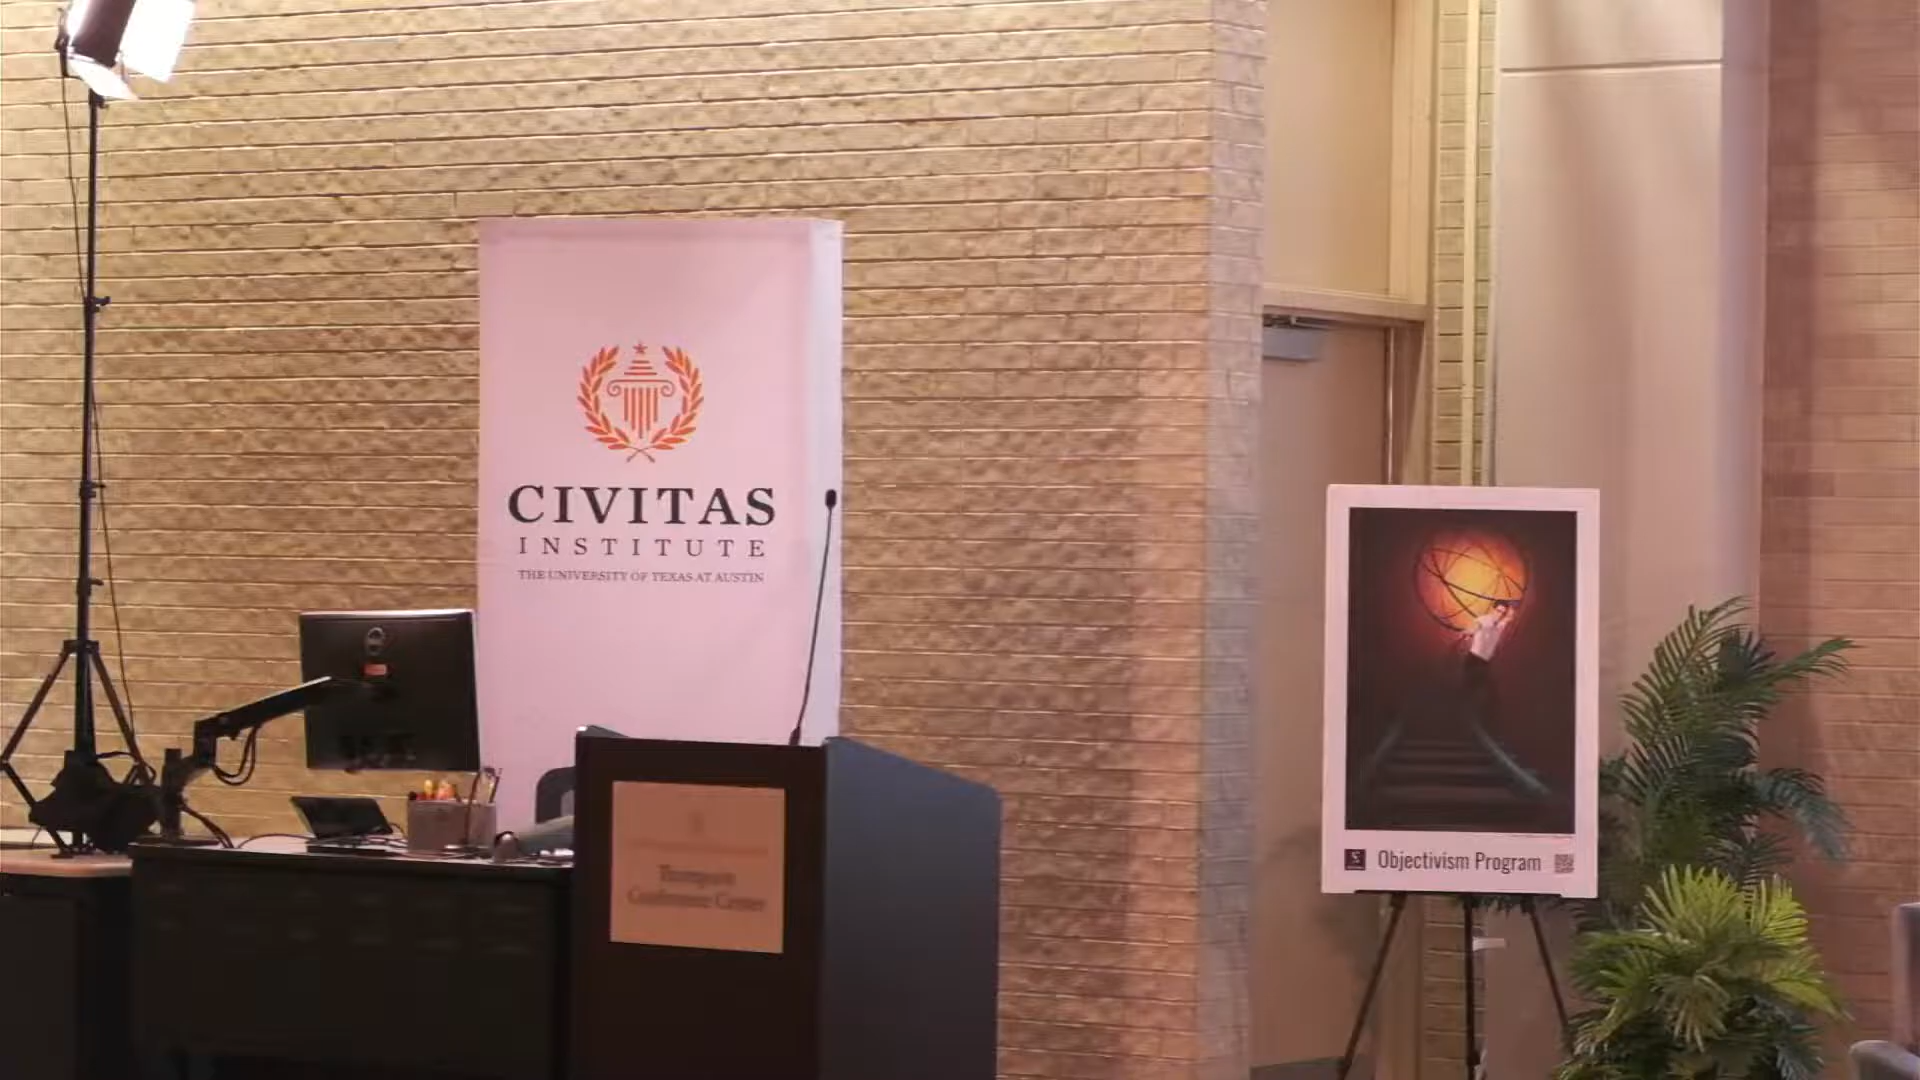 CIVITAS
INSTITUTE
THE UNIVERSITY OF TEXAS AT AUSTIN
Thompson
Conference Center
Objectivism Program